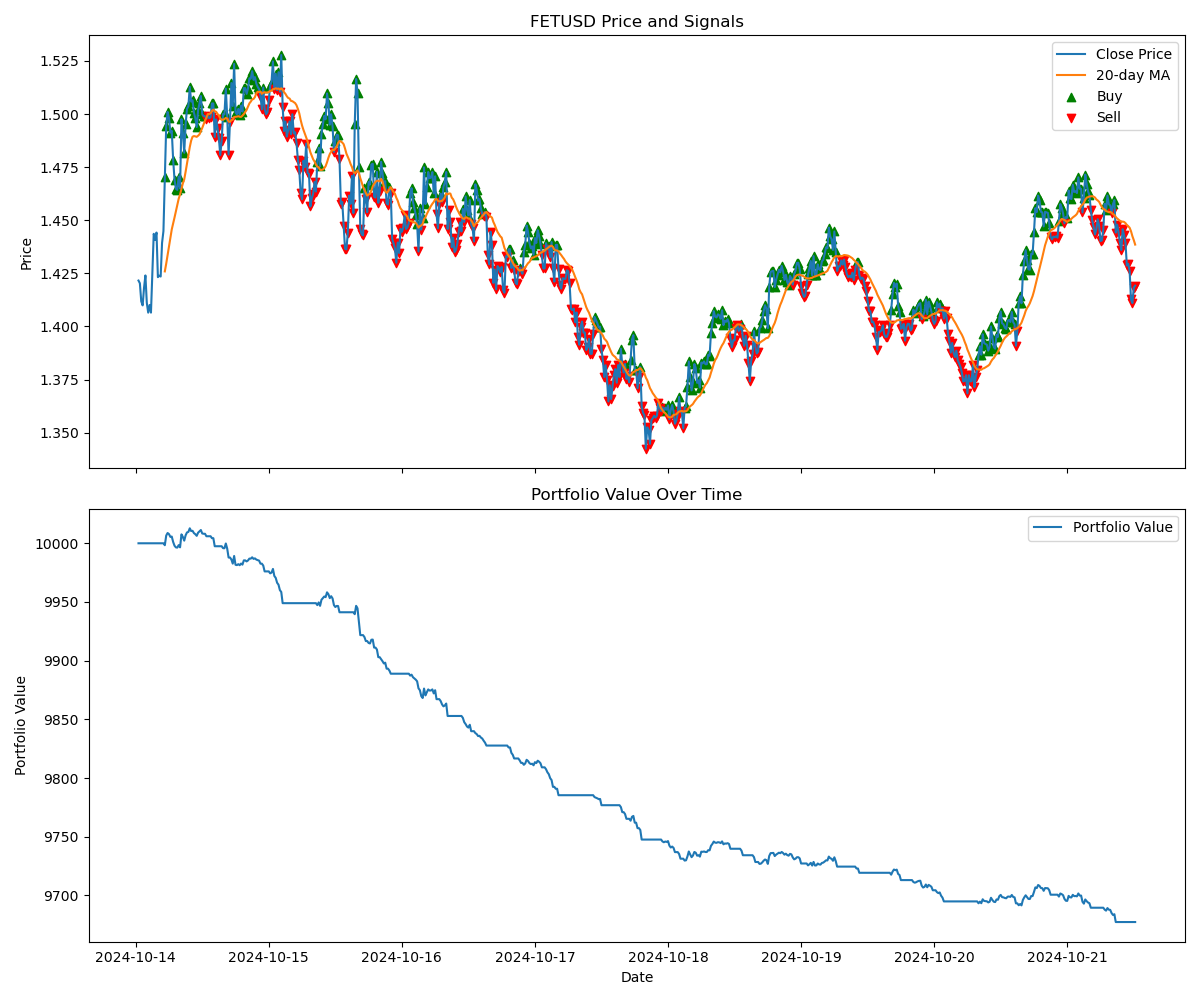 FETUSD Price and Signals
Close Price
20-day MA
Buy
Sell
Price
1.525
1.500
1.475
1.450
1.425
1.400
1.375
1.350
Portfolio Value Over Time
Portfolio Value
Portfolio Value
10000
9950
9900
9850
9800
9750
9700
2024-10-14 2024-10-15 2024-10-16 2024-10-17 2024-10-18 2024-10-19 2024-10-20 2024-10-21
Date